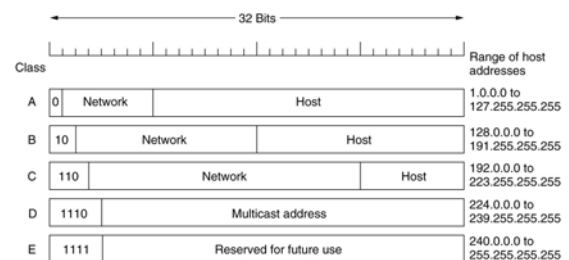 32 Bits
Class
Range of host
addresses
A 0 Network Host 1.0.0.0 to
127.255.255.255
B 10 Network Host 128.0.0.0 to
191.255.255.255
C 110 Network Host 192.0.0.0 to
223.255.255.255
D 1110 Multicast address 224.0.0.0 to
239.255.255.255
E 1111 Reserved for future use 240.0.0.0 to
255.255.255.255